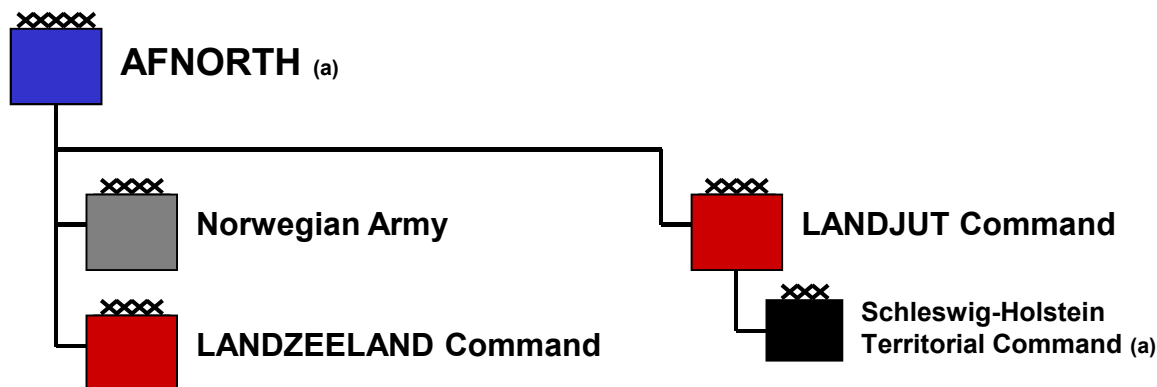 XXXXX
AFNORTH (a)
XXXX
Norwegian Army
XXXX
LANDJUT Command
XXXX
LANDZEELAND Command
XXX
Schleswig-Holstein
Territorial Command (a)